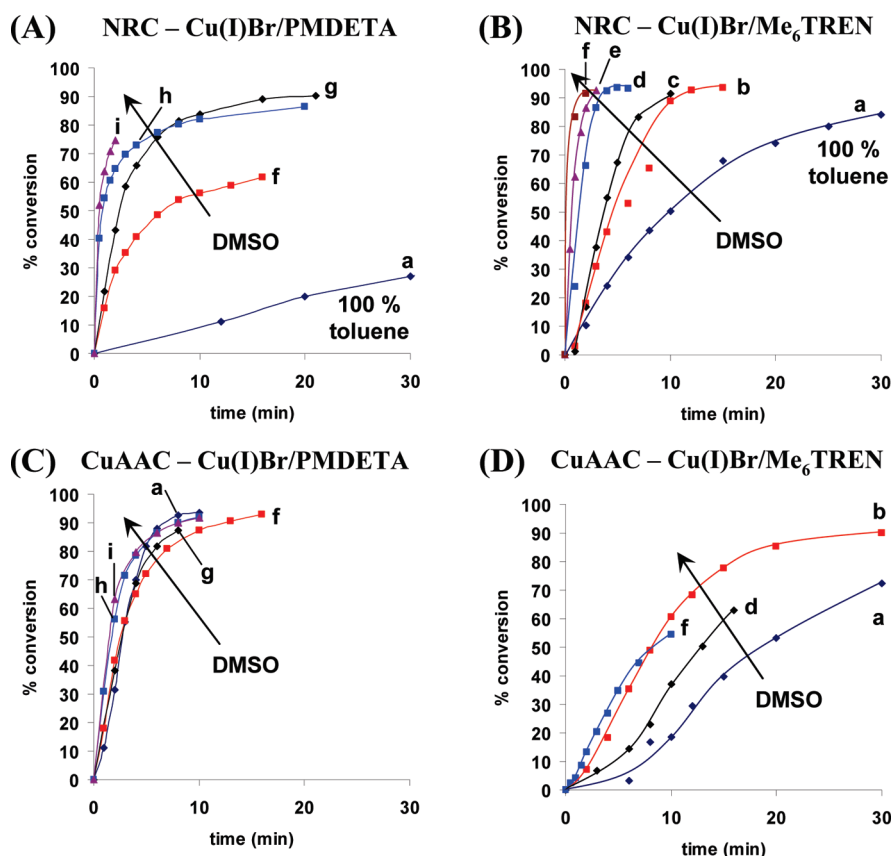 (A) NRC – Cu(I)Br/PMDETA
% conversion
100
90
80
70
60
50
40
30
20
10
0
0 10 20 30
time (min)
i
h
g
f
a
DMSO
100 %
toluene
(B) NRC – Cu(I)Br/Me₆TREN
% conversion
100
90
80
70
60
50
40
30
20
10
0
0 10 20 30
time (min)
f e d c b
a
100 %
toluene
DMSO
(C) CuAAC – Cu(I)Br/PMDETA
% conversion
100
90
80
70
60
50
40
30
20
10
0
0 10 20 30
time (min)
a
f
i
g
h
DMSO
(D) CuAAC – Cu(I)Br/Me₆TREN
% conversion
100
90
80
70
60
50
40
30
20
10
0
0 10 20 30
time (min)
b
f
d
a
DMSO